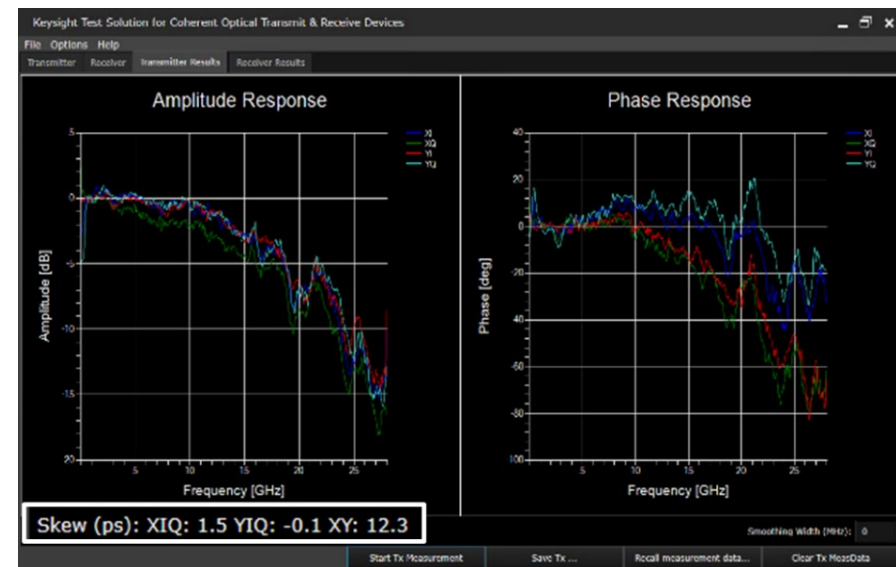 Keysight Test Solution for Coherent Optical Transmit & Receive Devices
File Options Help
Transmitter Receiver Transmitter Results Receiver Results
Amplitude Response
5
0
-5
-10
-15
20
5 10 15 20 25
Amplitude [dB]
Frequency [GHz]
XI
XQ
YI
YQ
Phase Response
40
20
0
-20
40
-60
-80
100
5 10 15 20 25
Phase [deg]
Frequency [GHz]
XI
XQ
YI
YQ
Skew (ps): XIQ: 1.5 YIQ: -0.1 XY: 12.3
Smoothing Width (MHz): 0
Start Tx Measurement Save Tx ... Recall measurement data... Clear Tx MeasData